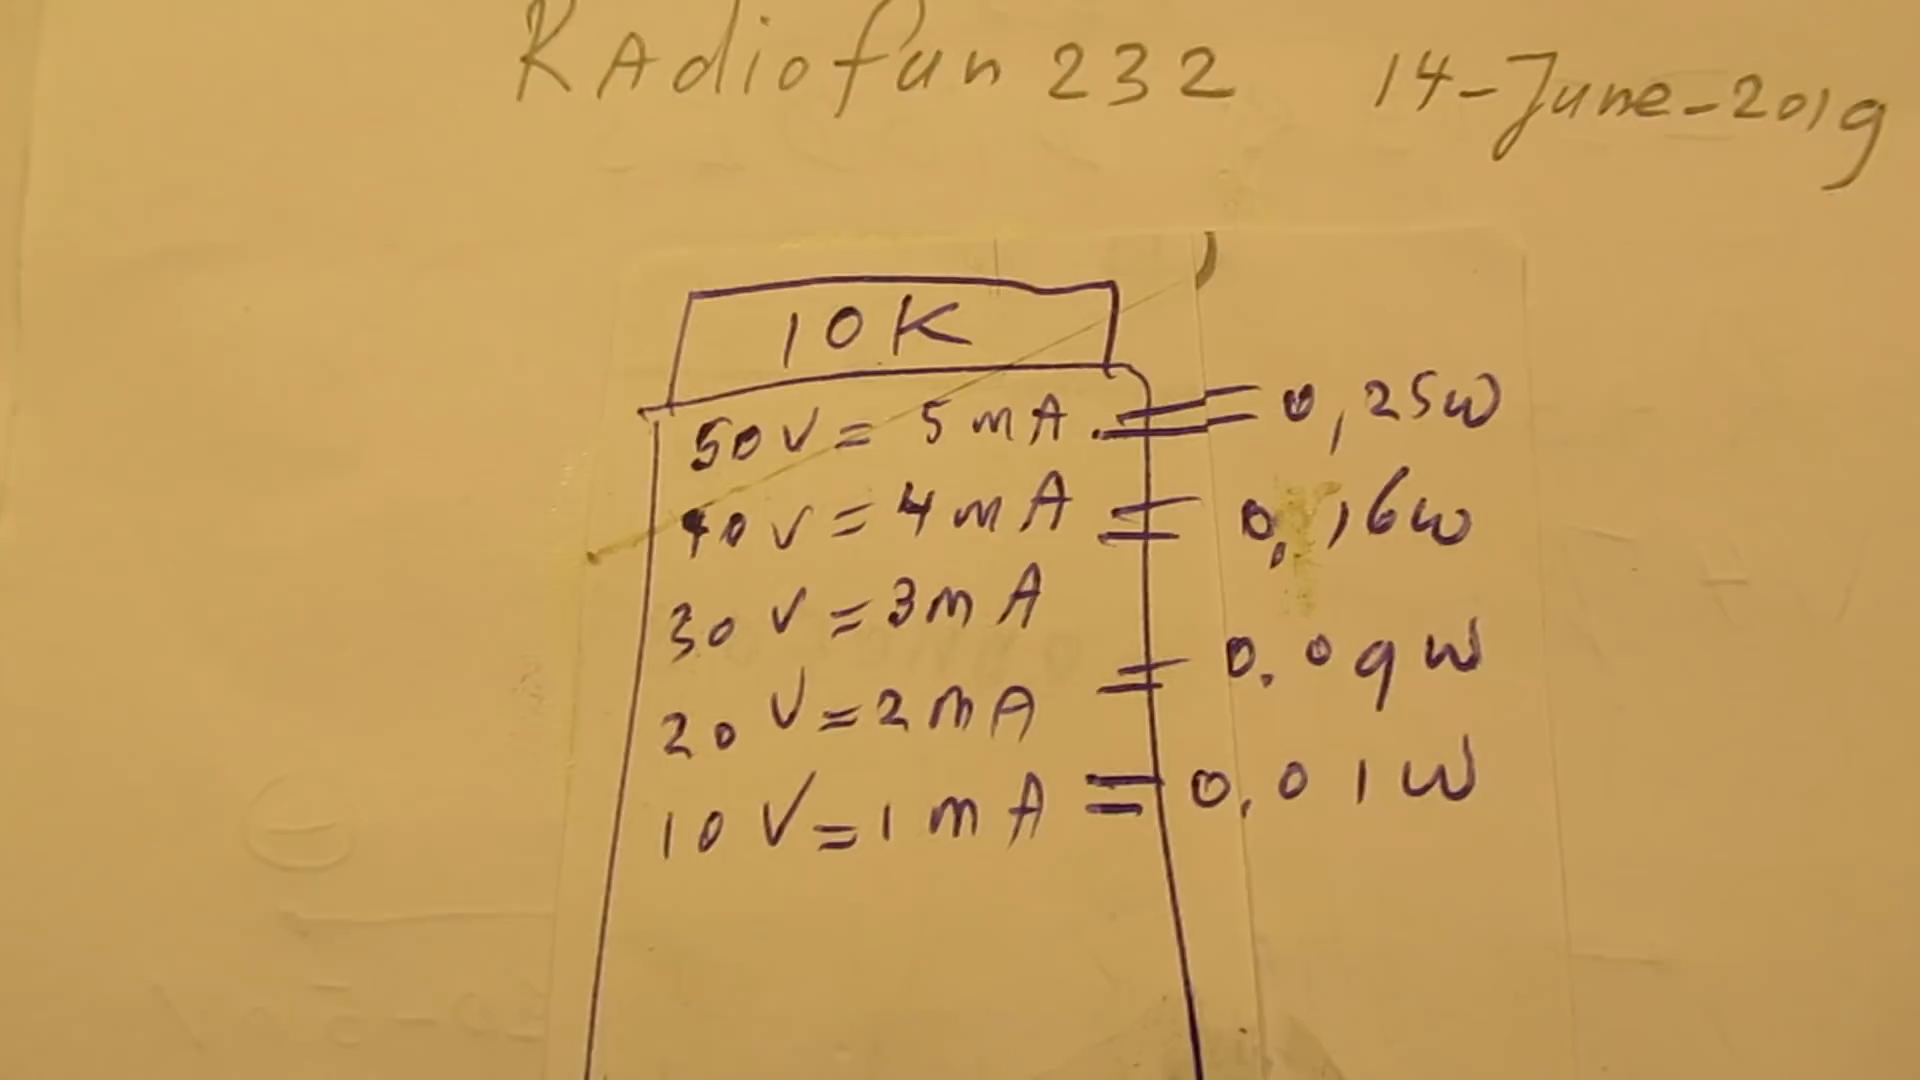 RAdiofun 232 14-June-2019
10K
50V = 5mA. = 0,25W
40V = 4mA = 0,16W
30V = 3mA
= 0.09W
20V = 2mA
10V = 1mA = 0,01W